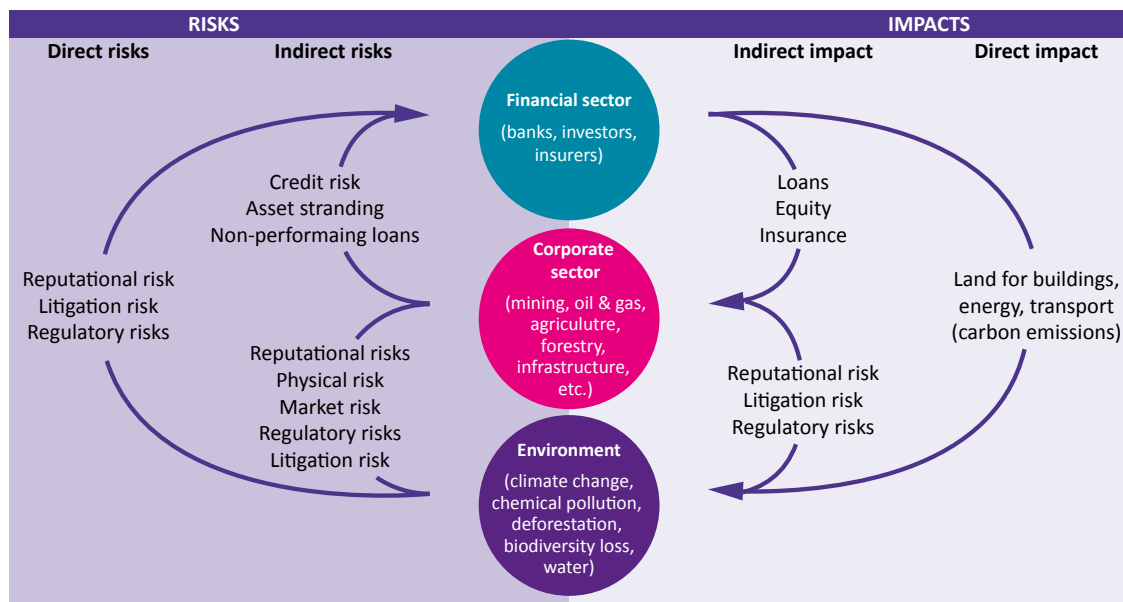 RISKS
IMPACTS
Direct risks
Indirect risks
Indirect impact
Direct impact
Financial sector
(banks, investors,
insurers)
Credit risk
Asset stranding
Non-performaing loans
Loans
Equity
Insurance
Reputational risk
Litigation risk
Regulatory risks
Corporate
sector
(mining, oil & gas,
agriculutre,
forestry,
infrastructure,
etc.)
Land for buildings,
energy, transport
(carbon emissions)
Reputational risks
Physical risk
Market risk
Regulatory risks
Litigation risk
Reputational risk
Litigation risk
Regulatory risks
Environment
(climate change,
chemical pollution,
deforestation,
biodiversity loss,
water)